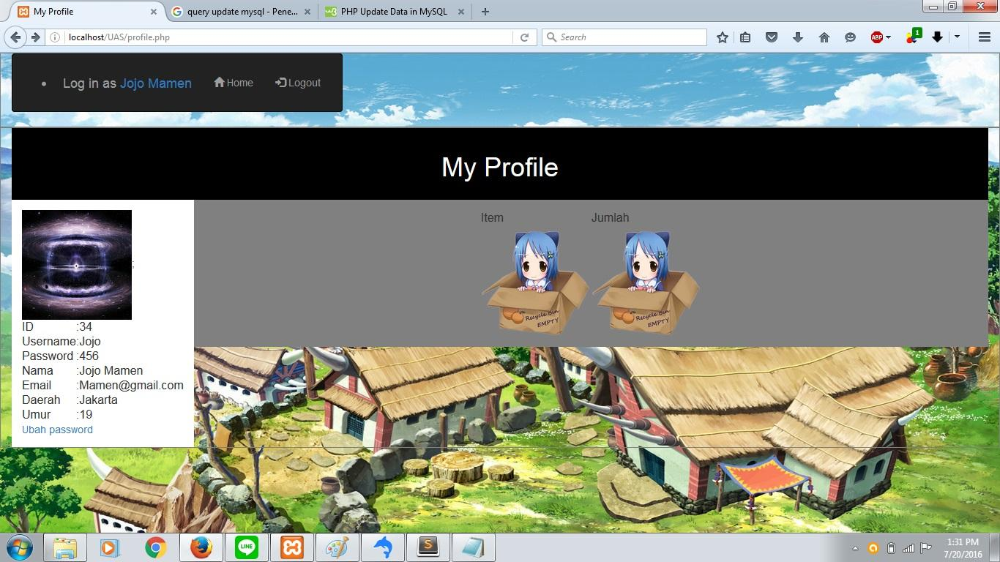 My Profile
query update mysql - Pene...
PHP Update Data in MySQL
localhost/UAS/profile.php
Search
ABP
1
Log in as Jojo Mamen
Home
Logout
My Profile
;
Item
Jumlah
Recycle Bin
EMPTY
Recycle Bin
EMPTY
ID :34
Username:Jojo
Password :456
Nama :Jojo Mamen
Email :Mamen@gmail.com
Daerah :Jakarta
Umur :19
Ubah password
LINE
S
1:31 PM
7/20/2016